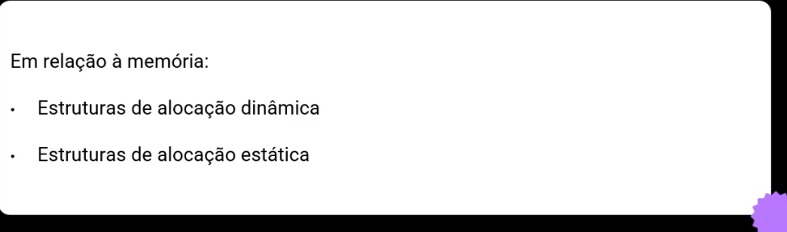 Em relação à memória:
• Estruturas de alocação dinâmica
• Estruturas de alocação estática